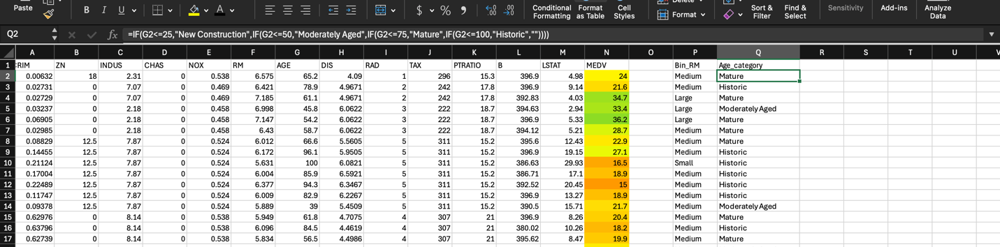 Paste
B I U A $ % 9 Conditional Formatting Format as Table Cell Styles Format Sort & Filter Find & Select Sensitivity Add-ins Analyze Data
Q2 fx =IF(G2<=25,"New Construction",IF(G2<=50,"Moderately Aged",IF(G2<=75,"Mature",IF(G2<=100,"Historic",""))))
A B C D E F G H I J K L M N O P Q R S T U
1 RIM ZN INDUS CHAS NOX RM AGE DIS RAD TAX PTRATIO B LSTAT MEDV Bin_RM Age_category
2 0.00632 18 2.31 0 0.538 6.575 65.2 4.09 1 296 15.3 396.9 4.98 24 Medium Mature
3 0.02731 0 7.07 0 0.469 6.421 78.9 4.9671 2 242 17.8 396.9 9.14 21.6 Medium Historic
4 0.02729 0 7.07 0 0.469 7.185 61.1 4.9671 2 242 17.8 392.83 4.03 34.7 Large Mature
5 0.03237 0 2.18 0 0.458 6.998 45.8 6.0622 3 222 18.7 394.63 2.94 33.4 Large Moderately Aged
6 0.06905 0 2.18 0 0.458 7.147 54.2 6.0622 3 222 18.7 396.9 5.33 36.2 Large Mature
7 0.02985 0 2.18 0 0.458 6.43 58.7 6.0622 3 222 18.7 394.12 5.21 28.7 Medium Mature
8 0.08829 12.5 7.87 0 0.524 6.012 66.6 5.5605 5 311 15.2 395.6 12.43 22.9 Medium Mature
9 0.14455 12.5 7.87 0 0.524 6.172 96.1 5.9505 5 311 15.2 396.9 19.15 27.1 Medium Historic
10 0.21124 12.5 7.87 0 0.524 5.631 100 6.0821 5 311 15.2 386.63 29.93 16.5 Small Historic
11 0.17004 12.5 7.87 0 0.524 6.004 85.9 6.5921 5 311 15.2 386.71 17.1 18.9 Medium Historic
12 0.22489 12.5 7.87 0 0.524 6.377 94.3 6.3467 5 311 15.2 392.52 20.45 15 Medium Historic
13 0.11747 12.5 7.87 0 0.524 6.009 82.9 6.2267 5 311 15.2 396.9 13.27 18.9 Medium Historic
14 0.09378 12.5 7.87 0 0.524 5.889 39 5.4509 5 311 15.2 390.5 15.71 21.7 Medium Moderately Aged
15 0.62976 0 8.14 0 0.538 5.949 61.8 4.7075 4 307 21 396.9 8.26 20.4 Medium Mature
16 0.63796 0 8.14 0 0.538 6.096 84.5 4.4619 4 307 21 380.02 10.26 18.2 Medium Historic
17 0.62739 0 8.14 0 0.538 5.834 56.5 4.4986 4 307 21 395.62 8.47 19.9 Medium Mature